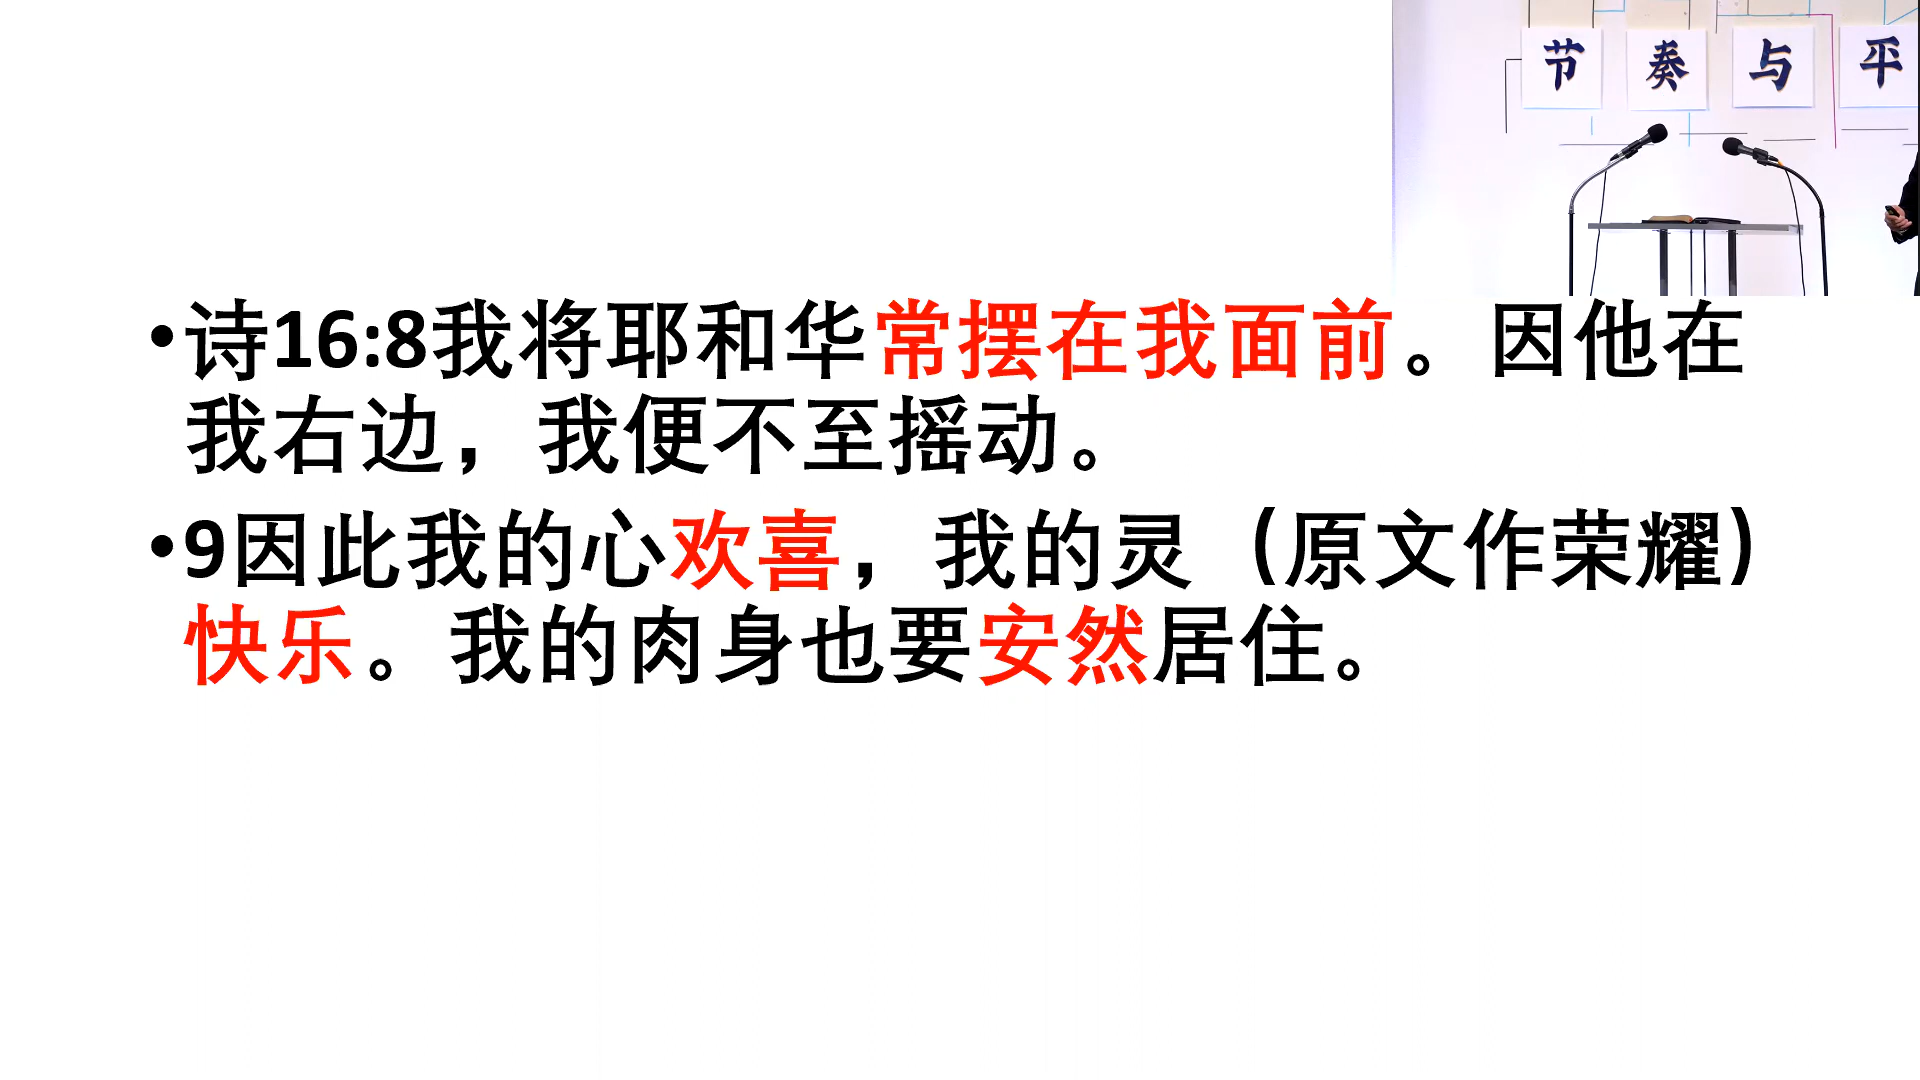 节奏与平
•诗16:8我将耶和华常摆在我面前。因他在
我右边，我便不至摇动。
•9因此我的心欢喜，我的灵（原文作荣耀）
快乐。我的肉身也要安然居住。